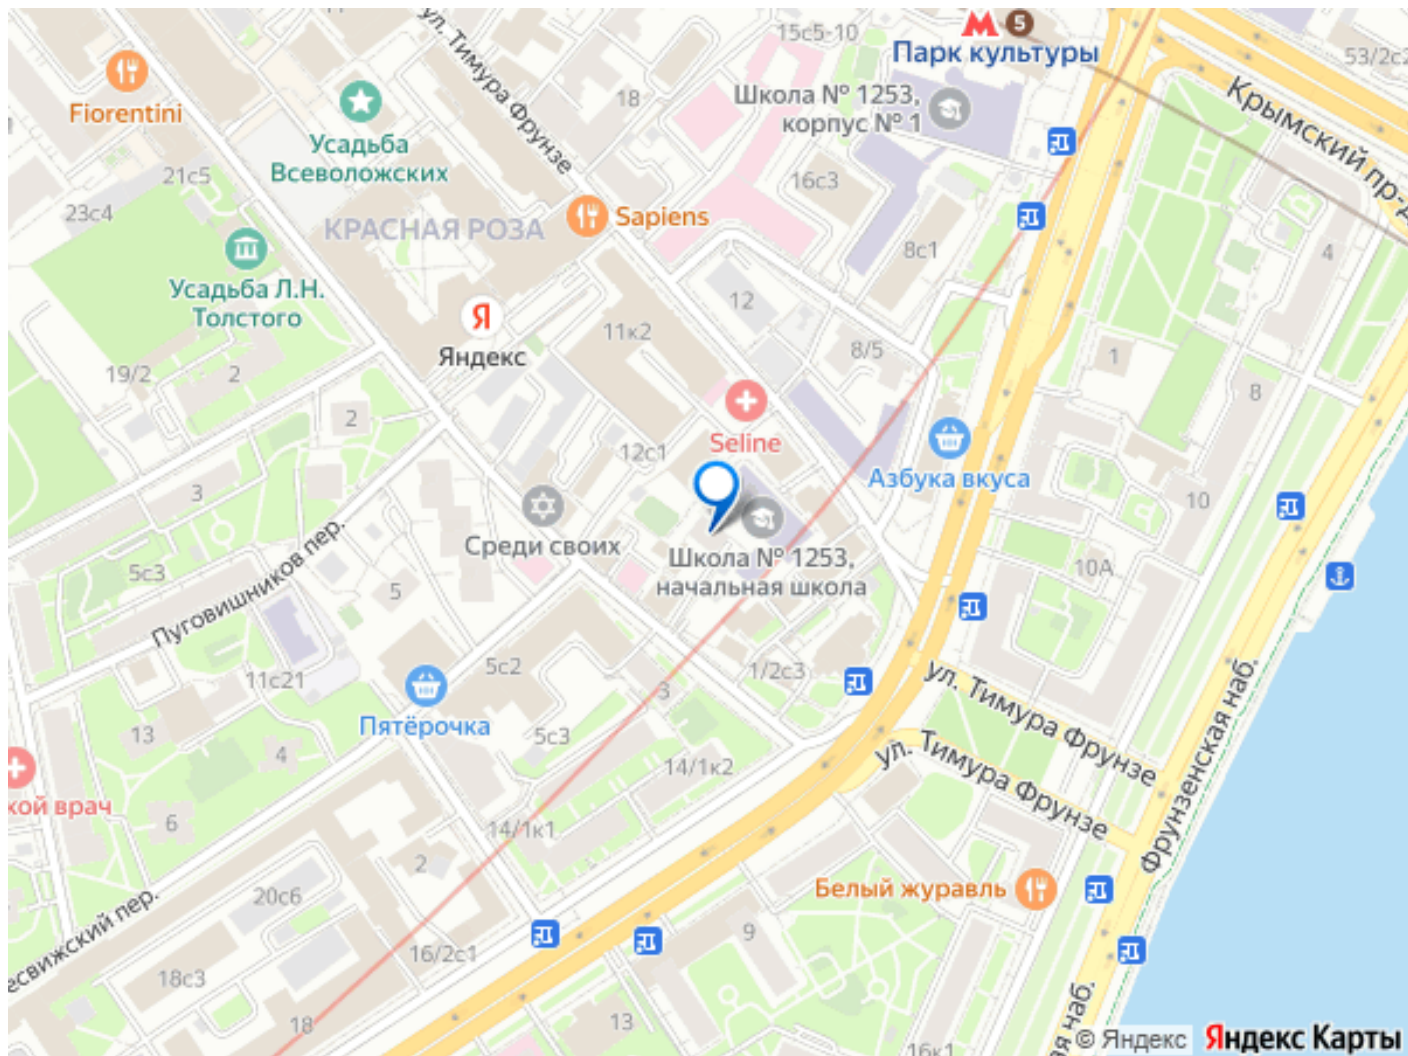 15с5-10
5
Парк культуры
53/2с2
Fiorentini
ул. Тимура Фрунзе
18
Школа № 1253,
корпус № 1
Крымский пр-д
Усадьба
Всеволожских
21с5
16с3
23с4
КРАСНАЯ РОЗА
Sapiens
8с1
4
Усадьба Л.Н.
Толстого
12
Я
Яндекс
11к2
8/5
1
19/2
2
2
8
Seline
12с1
Азбука вкуса
3
10
Среди своих
Школа № 1253,
начальная школа
10А
5с3
Пуговишников пер.
5
5с2
1/2с3
11с21
3
ул. Тимура Фрунзе
Пятёрочка
13
4
5с3
14/1к2
ул. Тимура Фрунзе
Фрунзенская наб.
кой врач
6
14/1к1
2
Белый журавль
20с6
есвижский пер.
16/2с1
9
18с3
18
13
16к1
ая наб.
© Яндекс
Яндекс Карты